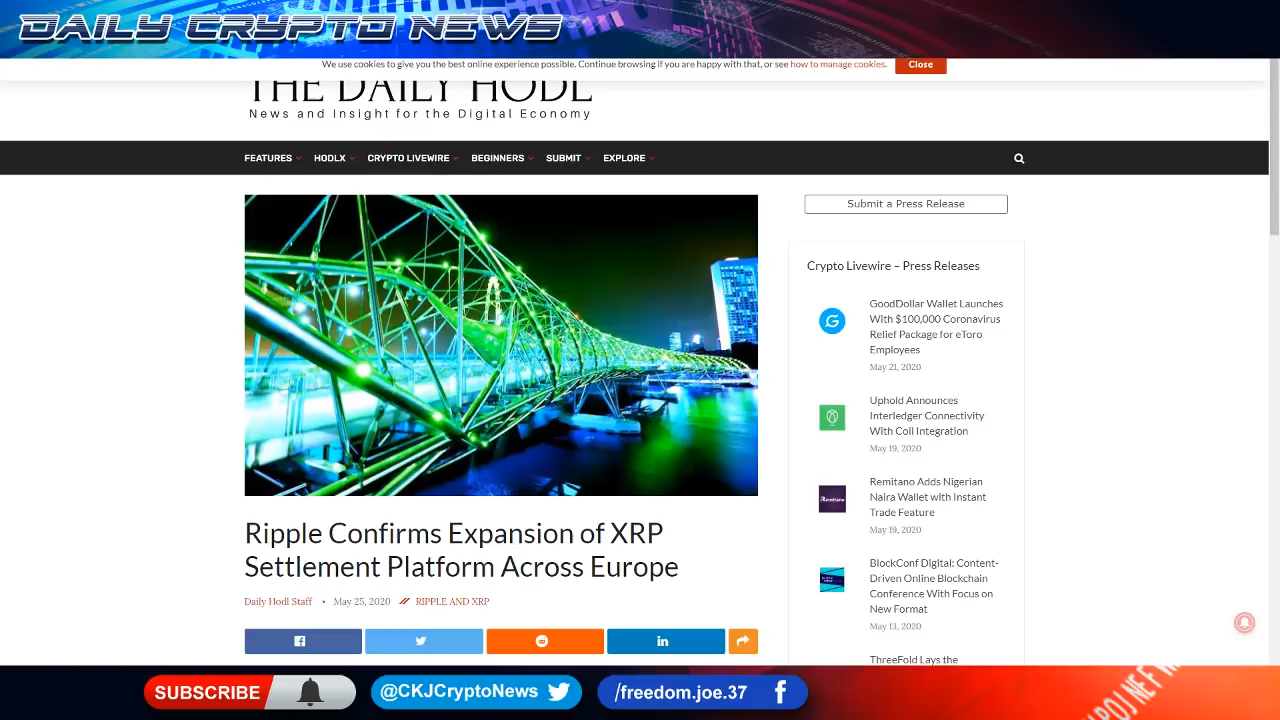 DAILY CRYPTO NEWS
We use cookies to give you the best online experience possible. Continue browsing if you are happy with that, or see how to manage cookies.
Close
THE DAILY HODL
News and Insight for the Digital Economy
FEATURES
HODLX
CRYPTO LIVEWIRE
BEGINNERS
SUBMIT
EXPLORE
Submit a Press Release
Crypto Livewire – Press Releases
GoodDollar Wallet Launches
With $100,000 Coronavirus
Relief Package for eToro
Employees
May 21, 2020
Uphold Announces
Interledger Connectivity
With Coil Integration
May 19, 2020
Remitano Adds Nigerian
Naira Wallet with Instant
Trade Feature
May 19, 2020
BlockConf Digital: Content-
Driven Online Blockchain
Conference With Focus on
New Format
May 13, 2020
ThreeFold Lays the
Ripple Confirms Expansion of XRP
Settlement Platform Across Europe
Daily Hodl Staff • May 25, 2020 RIPPLE AND XRP
SUBSCRIBE
@CKJCryptoNews
/freedom.joe.37